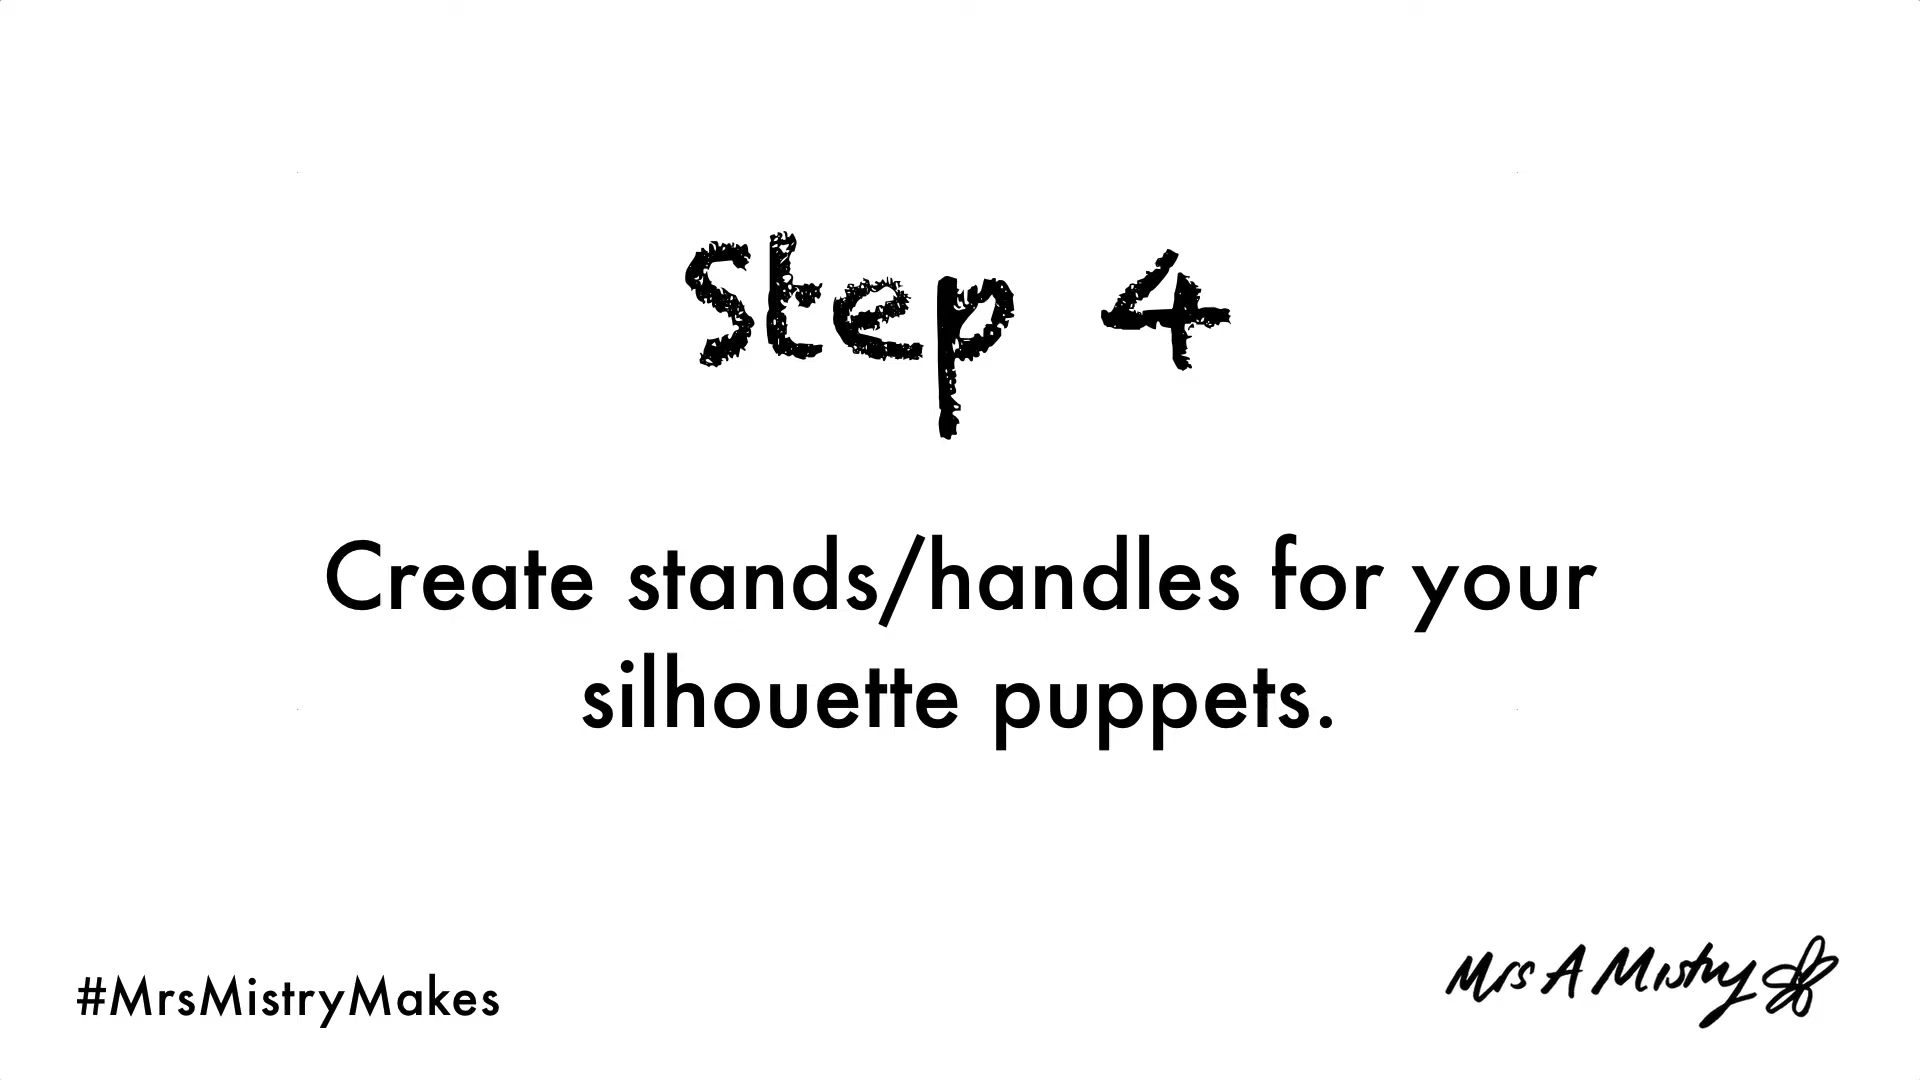 Step 4
Create stands/handles for your
silhouette puppets.
#MrsMistryMakes
Mrs A Mistry